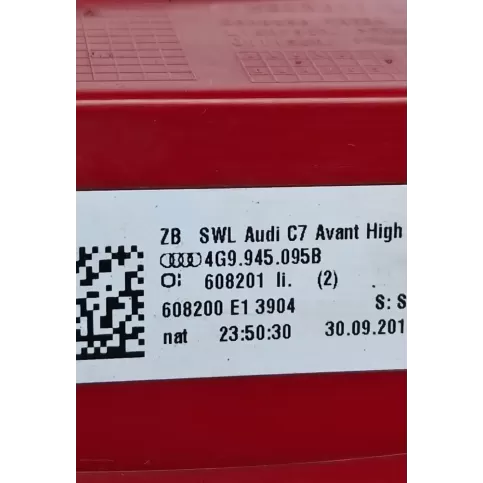 ZB SWL Audi C7 Avant High
4G9.945.095B
608201 li. (2)
608200 E1 3904 S: S
nat 23:50:30 30.09.201